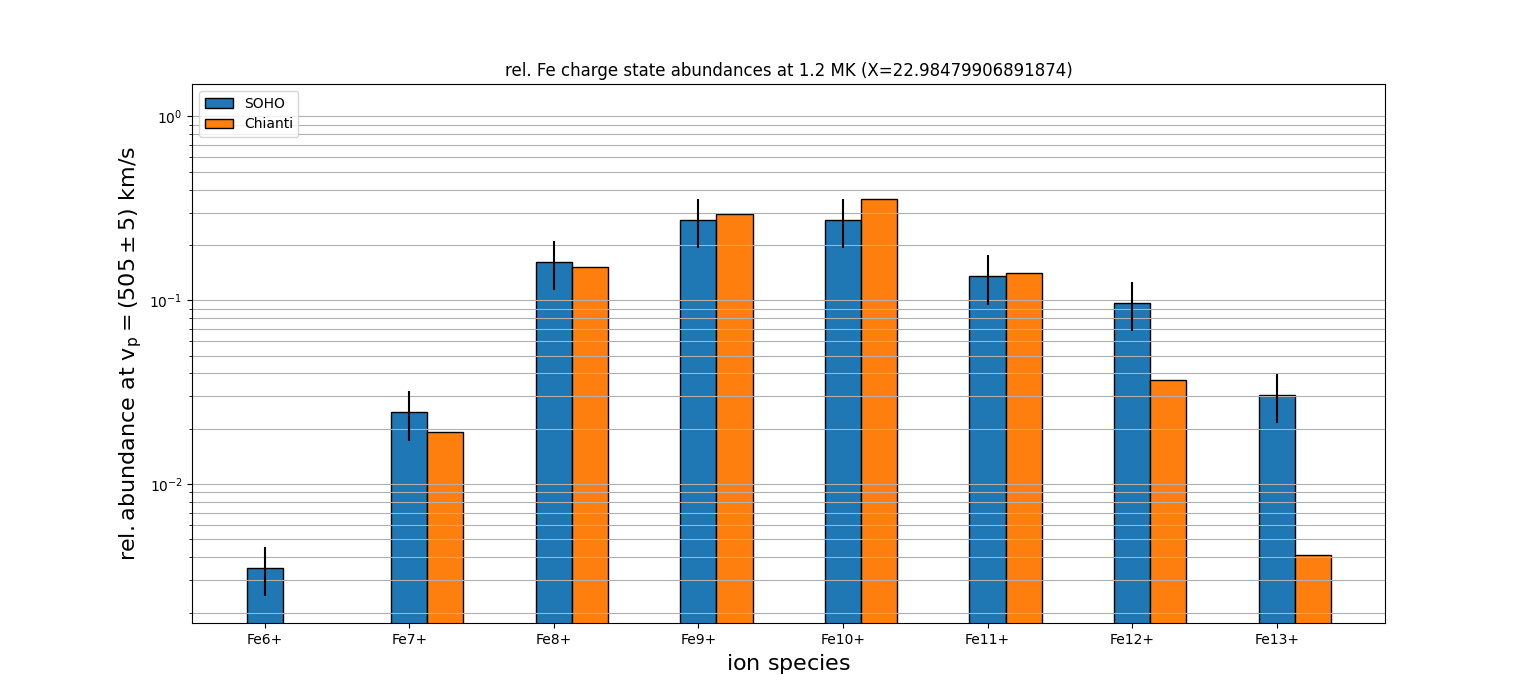 rel. Fe charge state abundances at 1.2 MK (X=22.98479906891874)
SOHO
Chianti
10⁰
10⁻¹
10⁻²
rel. abundance at vₚ = (505 ± 5) km/s
Fe6+ Fe7+ Fe8+ Fe9+ Fe10+ Fe11+ Fe12+ Fe13+
ion species